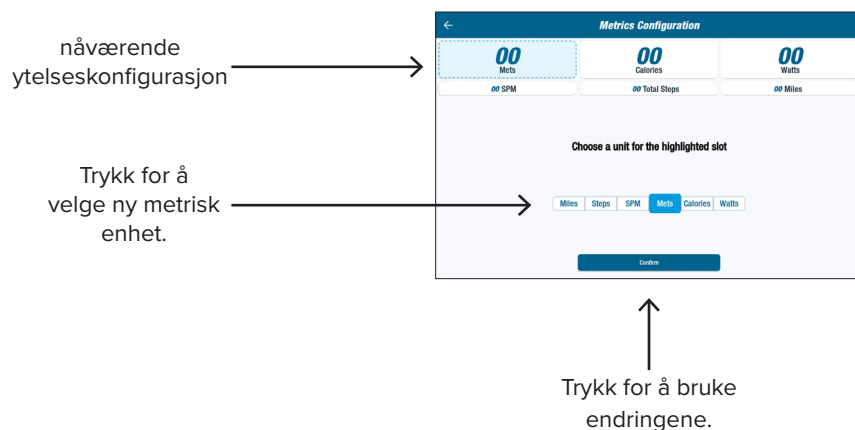 nåværende
ytelseskonfigurasjon
Metrics Configuration
00 00 00
Mets Calories Watts
00 SPM 00 Total Steps 00 Miles
Choose a unit for the highlighted slot
Trykk for å
velge ny metrisk
enhet.
Miles Steps SPM Mets Calories Watts
Confirm
Trykk for å bruke
endringene.